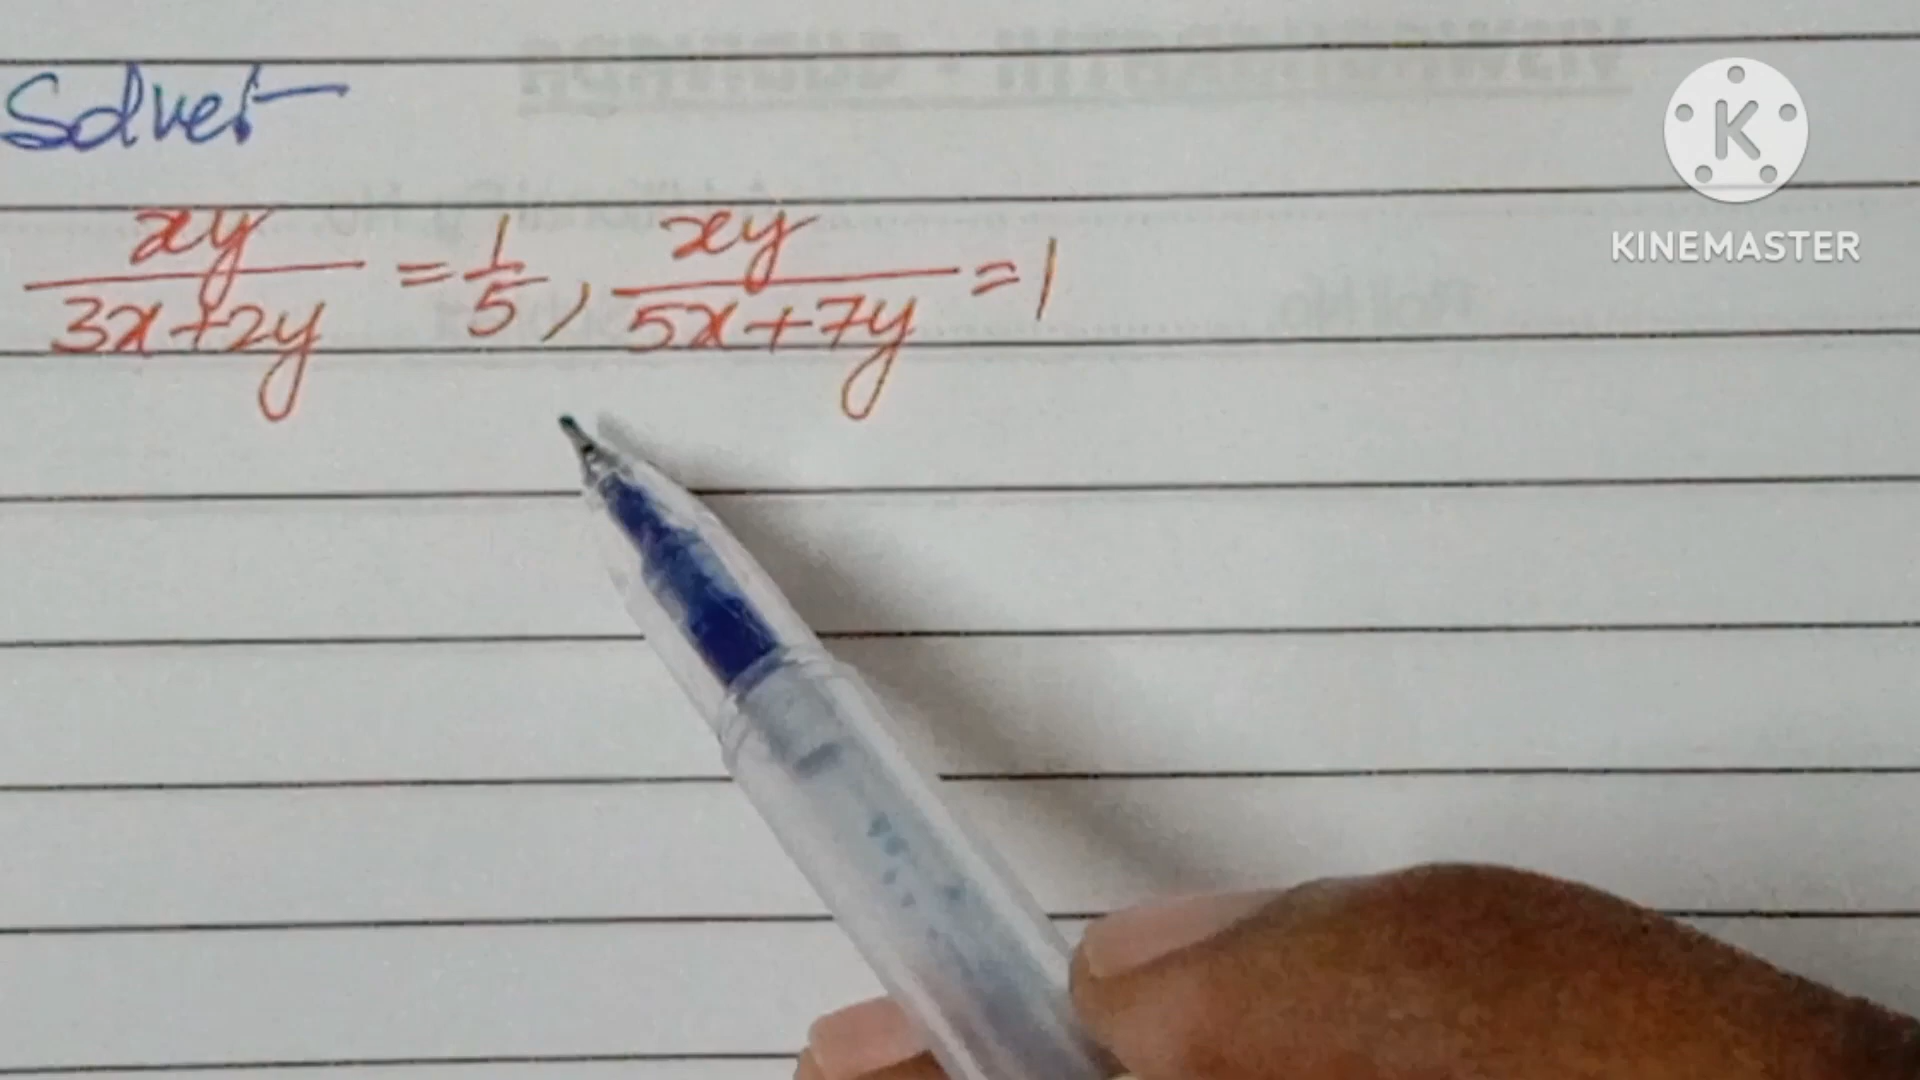 Solve:-
xy/(3x+2y) = 1/5, xy/(5x+7y) = 1
K
KINEMASTER